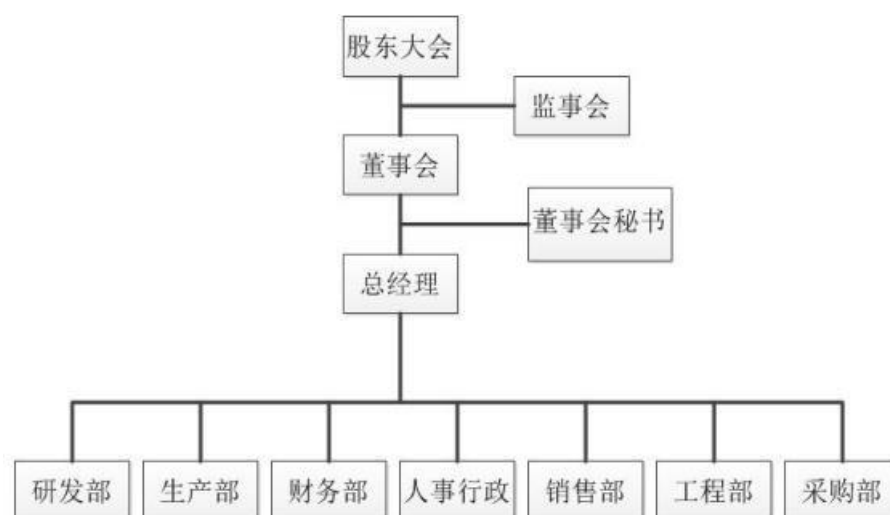 股东大会
监事会
董事会
董事会秘书
总经理
研发部
生产部
财务部
人事行政
销售部
工程部
采购部